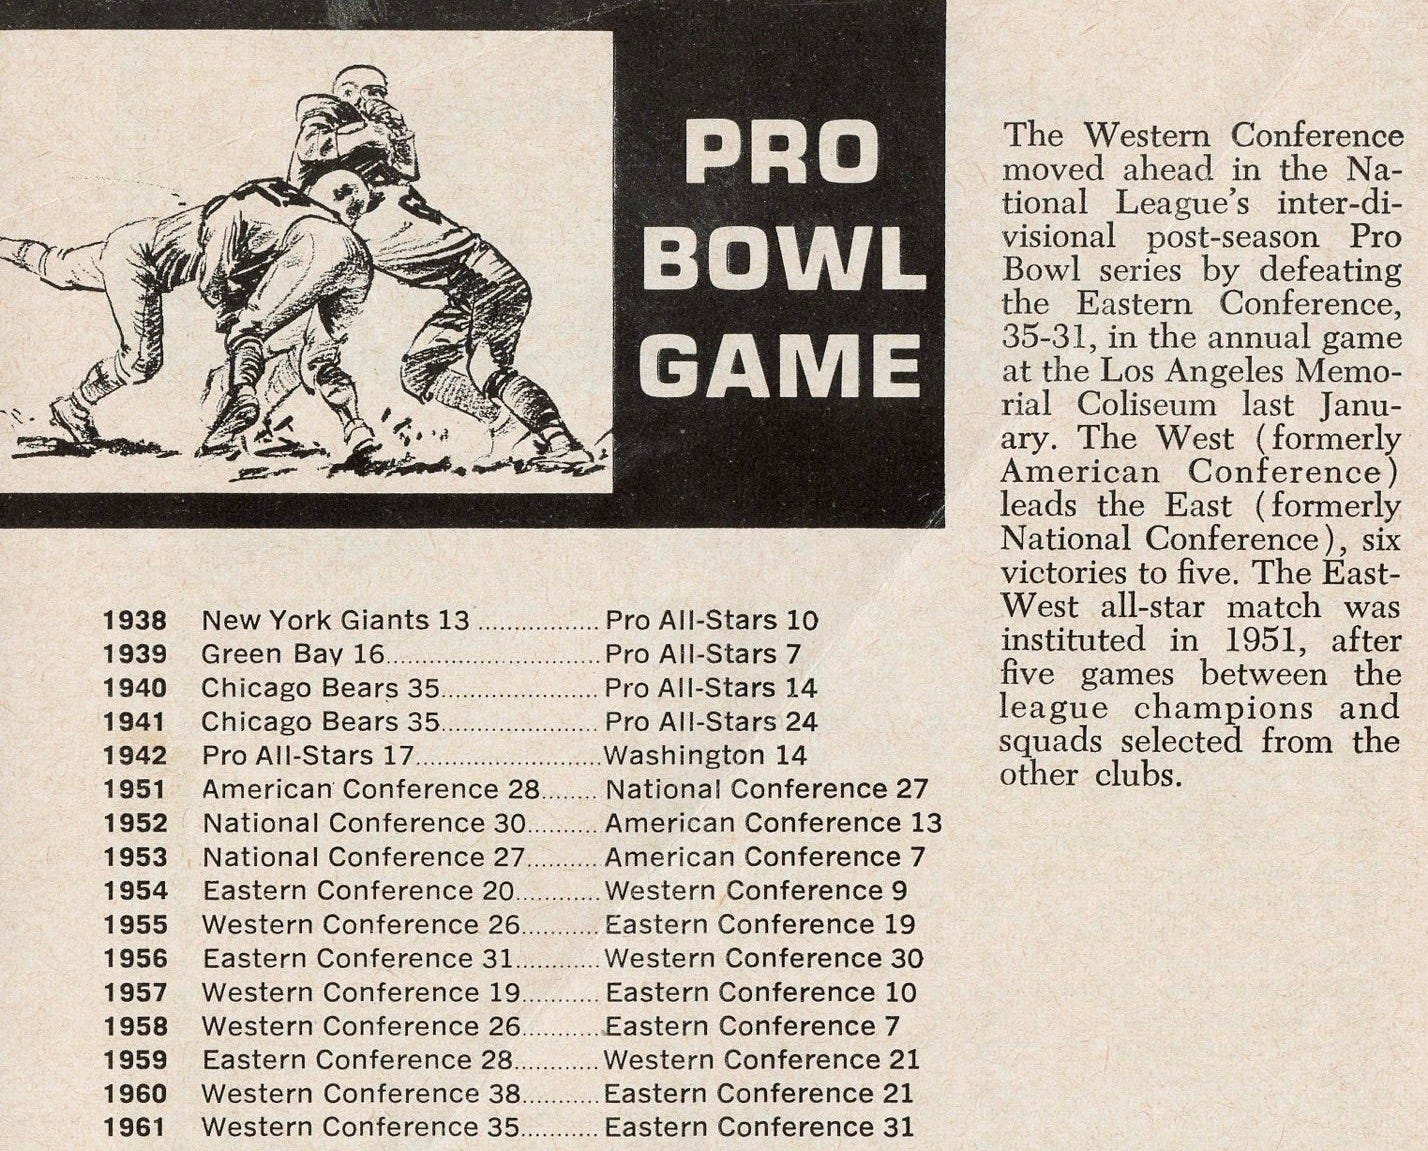 PRO
BOWL
GAME
The Western Conference
moved ahead in the Na-
tional League's inter-di-
visional post-season Pro
Bowl series by defeating
the Eastern Conference,
35-31, in the annual game
at the Los Angeles Memo-
rial Coliseum last Janu-
ary. The West (formerly
American Conference)
leads the East (formerly
National Conference), six
victories to five. The East-
West all-star match was
instituted in 1951, after
five games between the
league champions and
squads selected from the
other clubs.
1938 New York Giants 13 ................. Pro All-Stars 10
1939 Green Bay 16.............................. Pro All-Stars 7
1940 Chicago Bears 35...................... Pro All-Stars 14
1941 Chicago Bears 35...................... Pro All-Stars 24
1942 Pro All-Stars 17..........................Washington 14
1951 American Conference 28........ National Conference 27
1952 National Conference 30.......... American Conference 13
1953 National Conference 27.......... American Conference 7
1954 Eastern Conference 20............Western Conference 9
1955 Western Conference 26........... Eastern Conference 19
1956 Eastern Conference 31............Western Conference 30
1957 Western Conference 19........... Eastern Conference 10
1958 Western Conference 26........... Eastern Conference 7
1959 Eastern Conference 28............Western Conference 21
1960 Western Conference 38........... Eastern Conference 21
1961 Western Conference 35........... Eastern Conference 31